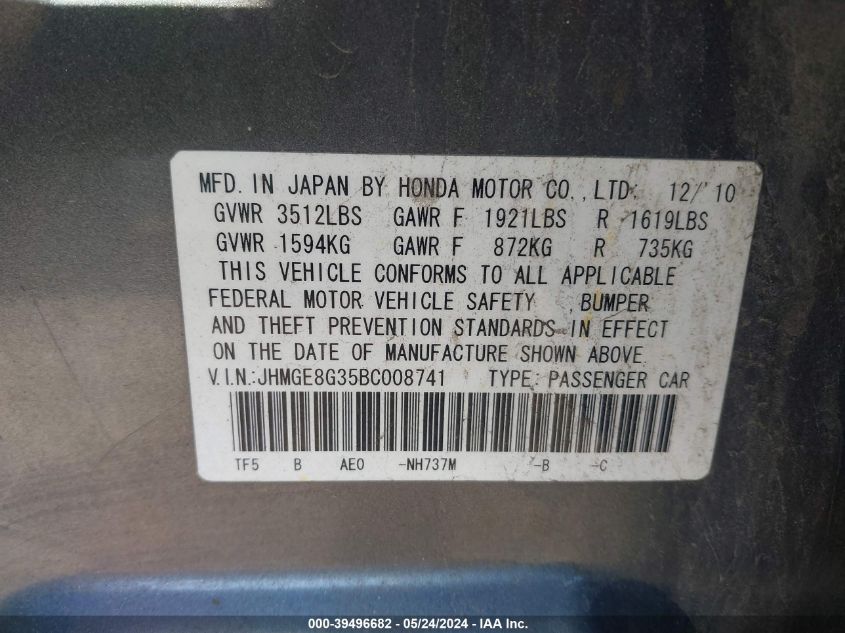 MFD. IN JAPAN BY HONDA MOTOR CO., LTD. 12/ 10
GVWR 3512LBS GAWR F 1921LBS R 1619LBS
GVWR 1594KG GAWR F 872KG R 735KG
THIS VEHICLE CONFORMS TO ALL APPLICABLE
FEDERAL MOTOR VEHICLE SAFETY , BUMPER
AND THEFT PREVENTION STANDARDS IN EFFECT
ON THE DATE OF MANUFACTURE SHOWN ABOVE.
V.I.N.:JHMGE8G35BC008741 TYPE: PASSENGER CAR
TF5 B AE0 -NH737M -B -C
000-39496682 - 05/24/2024 - IAA Inc.